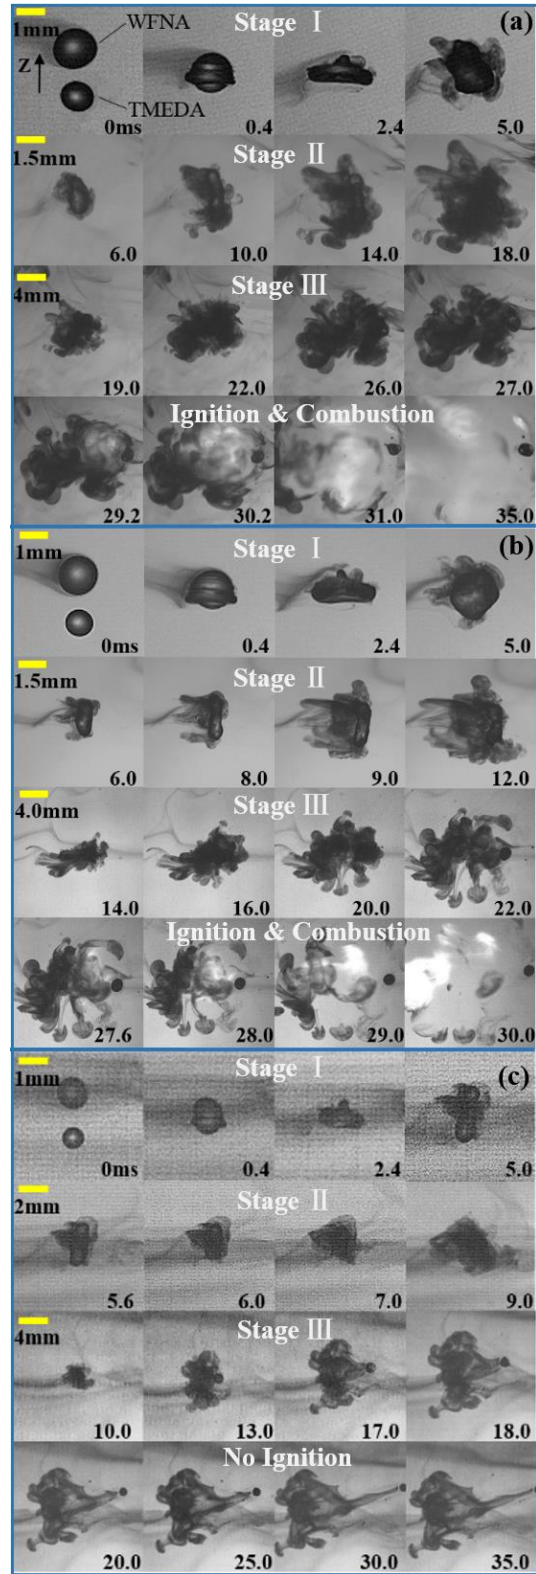 Stage Ⅰ (a)
1mm WFNA
Z
TMEDA
0ms 0.4 2.4 5.0
Stage Ⅱ
1.5mm
6.0 10.0 14.0 18.0
Stage Ⅲ
4mm
19.0 22.0 26.0 27.0
Ignition & Combustion
29.2 30.2 31.0 35.0
Stage Ⅰ (b)
1mm
0ms 0.4 2.4 5.0
Stage Ⅱ
1.5mm
6.0 8.0 9.0 12.0
Stage Ⅲ
4.0mm
14.0 16.0 20.0 22.0
Ignition & Combustion
27.6 28.0 29.0 30.0
Stage Ⅰ (c)
1mm
0ms 0.4 2.4 5.0
Stage Ⅱ
2mm
5.6 6.0 7.0 9.0
Stage Ⅲ
4mm
10.0 13.0 17.0 18.0
No Ignition
20.0 25.0 30.0 35.0